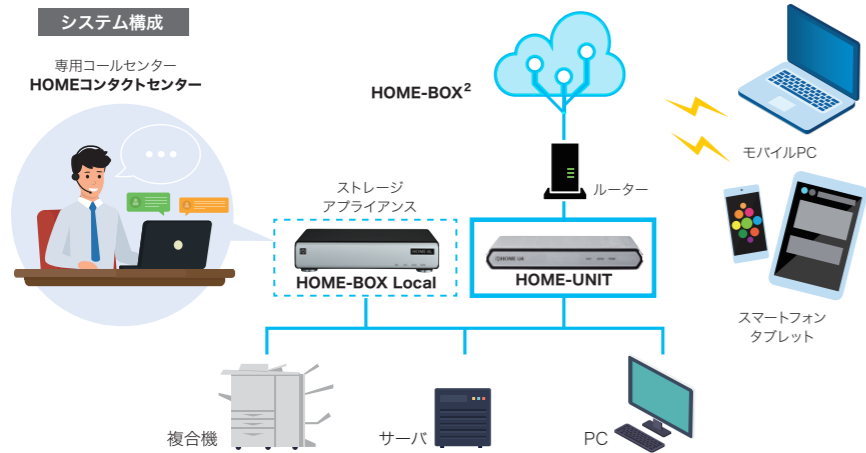 システム構成
専用コールセンター
HOMEコンタクトセンター
HOME-BOX²
モバイルPC
ルーター
ストレージ
アプライアンス
HOME-BOX Local
HOME-UNIT
スマートフォン
タブレット
複合機
サーバ
PC